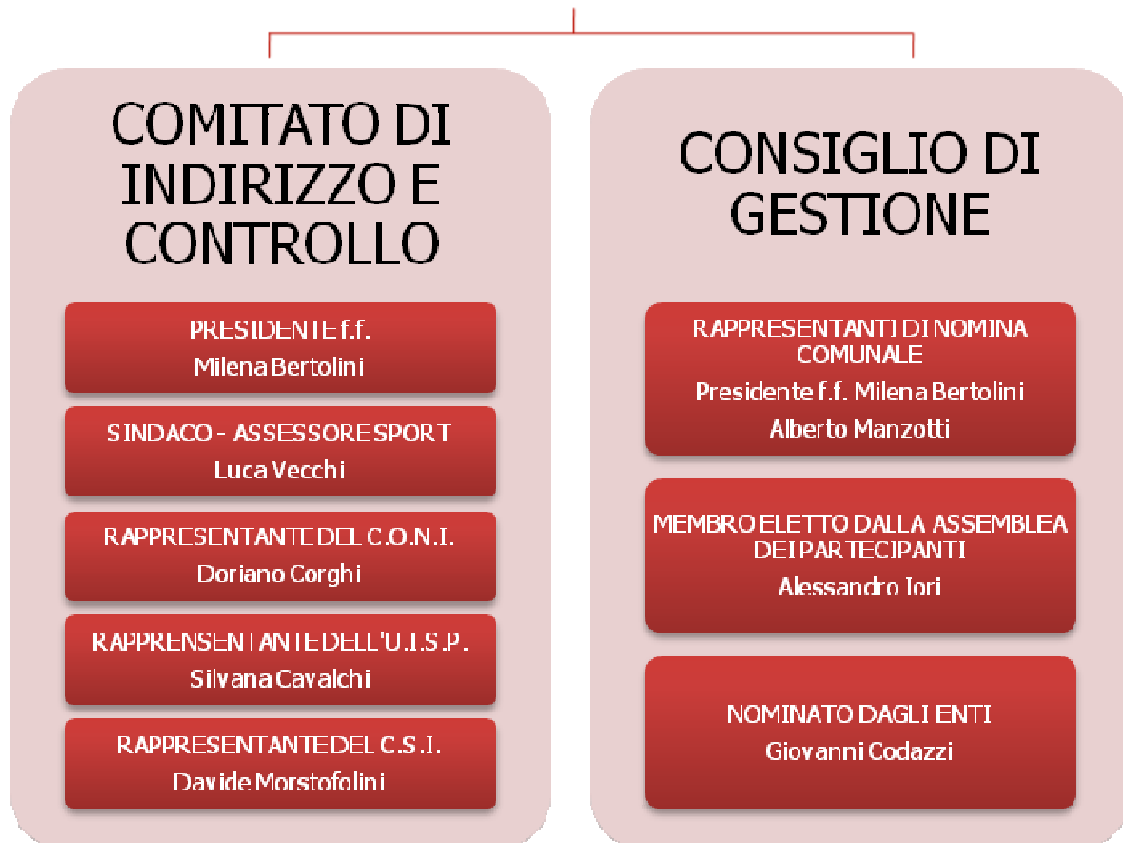 COMITATO DI
INDIRIZZO E
CONTROLLO
PRESIDENTE f.f.
Milena Bertolini
SINDACO - ASSESSORE SPORT
Luca Vecchi
RAPPRESENTANTE DEL C.O.N.I.
Doriano Corghi
RAPPRENSENTANTE DELL'U.I.S.P.
Silvana Cavalchi
RAPPRESENTANTE DEL C.S.I.
Davide Morstofolini
CONSIGLIO DI
GESTIONE
RAPPRESENTANTI DI NOMINA
COMUNALE
Presidente f.f. Milena Bertolini
Alberto Manzotti
MEMBRO ELETTO DALLA ASSEMBLEA
DEI PARTECIPANTI
Alessandro Iori
NOMINATO DAGLI ENTI
Giovanni Codazzi